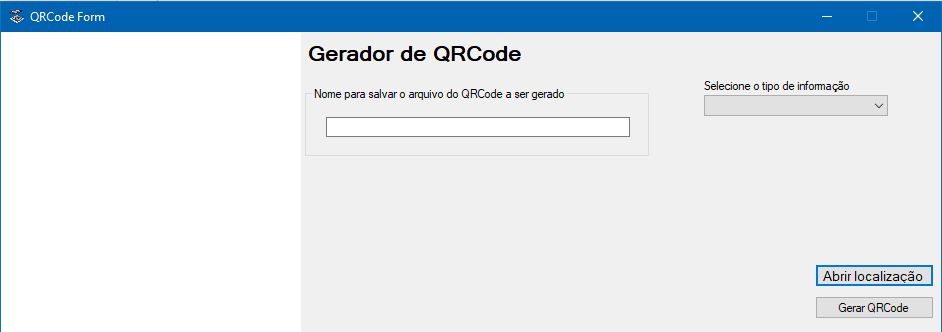 QRCode Form
Gerador de QRCode
Nome para salvar o arquivo do QRCode a ser gerado
Selecione o tipo de informação
Abrir localização
Gerar QRCode